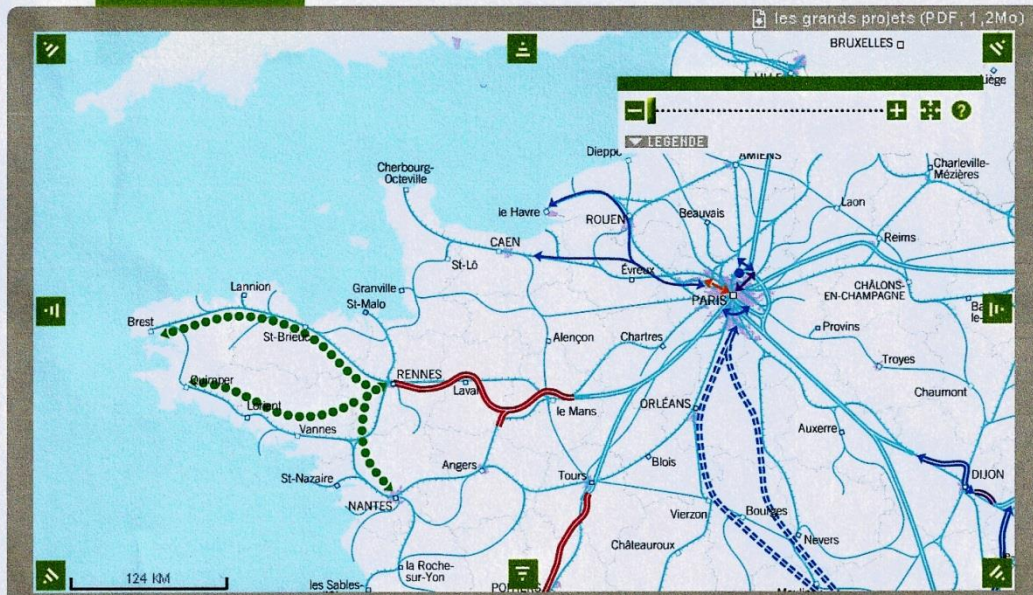 les grands projets (PDF, 1,2Mo)
BRUXELLES
Liège
LEGENDE
Dieppe
AMIENS
Charleville-
Mézières
Cherbourg-
Octeville
le Havre
ROUEN
Beauvais
Laon
Reims
CAEN
St-Lô
Évreux
PARIS
CHÂLONS-
EN-CHAMPAGNE
Granville
Lannion
St-Malo
Brest
St-Brieuc
Alençon
Chartres
Provins
Troyes
Quimper
RENNES
Laval
le Mans
Chaumont
Lorient
ORLÉANS
Vannes
Auxerre
Angers
Blois
St-Nazaire
Tours
DIJON
NANTES
Vierzon
Bourges
Nevers
Châteauroux
124 KM
la Roche-
sur-Yon
les Sables-
POITIERS
Moulins